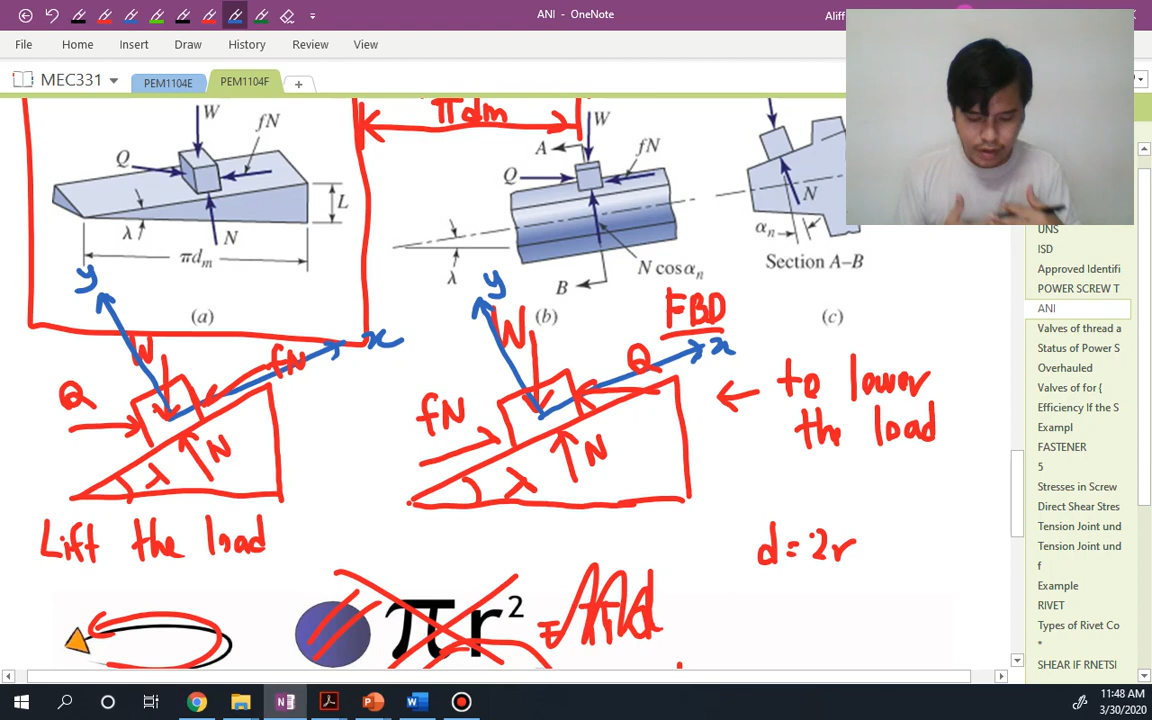 ANI - OneNote
Aliff
File Home Insert Draw History Review View
MEC331
PEM1104E
PEM1104F
πdm
W
fN
Q
L
λ
N
πdm
(a)
W
A
fN
Q
λ
B
N cosαn
(b)
N
αn
Section A–B
(c)
UNS
ISD
Approved Identifi
POWER SCREW T
ANI
Valves of thread a
Status of Power S
Overhauled
Valves of for {
Efficiency If the S
Exampl
FASTENER
5
Stresses in Screw
Direct Shear Stres
Tension Joint und
Tension Joint und
f
Example
RIVET
Types of Rivet Co
*
SHEAR IF RNETSI
y
x
W
fN
Q
N
λ
Lift the load
y
x
FBD
W
Q
fN
N
λ
← to lower
the load
d = 2r
πr²
11:48 AM
3/30/2020